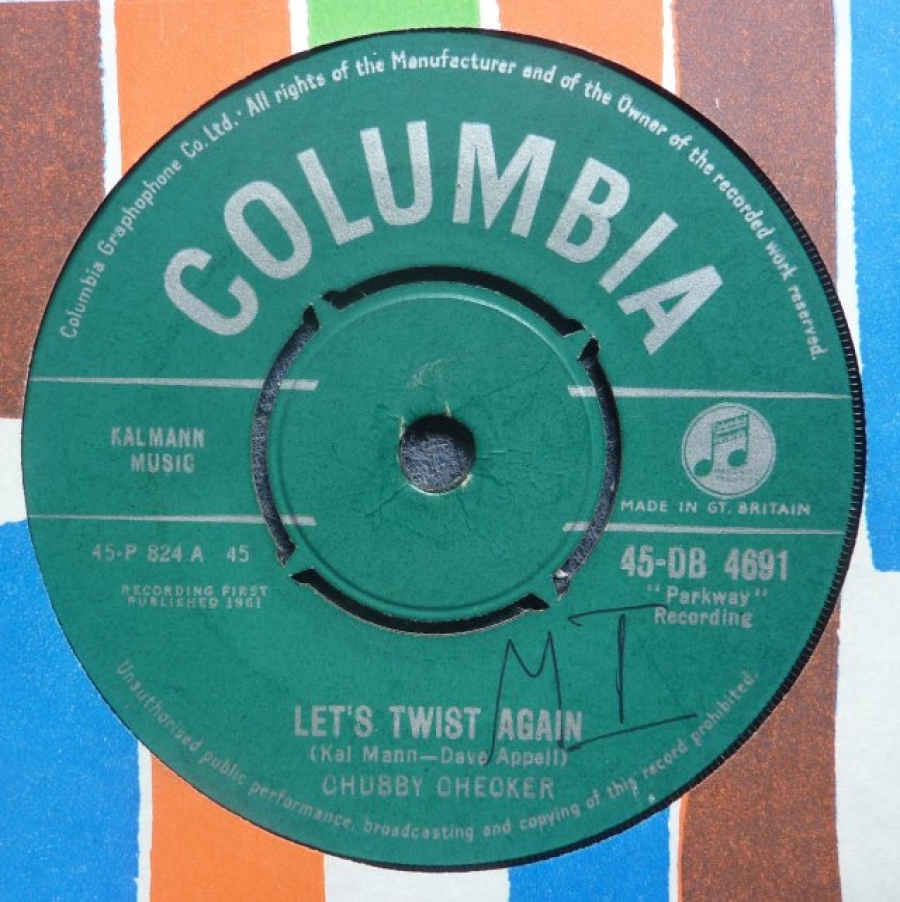 Columbia Graphophone Co. Ltd. · All rights of the Manufacturer and of the Owner of the recorded work reserved.
COLUMBIA
KALMANN
MUSIC
MADE IN GT. BRITAIN
45-P 824 A 45
RECORDING FIRST
PUBLISHED 1961
45-DB 4691
"Parkway"
Recording
MI
LET'S TWIST AGAIN
(Kal Mann—Dave Appell)
CHUBBY CHECKER
Unauthorised public performance, broadcasting and copying of this record prohibited.